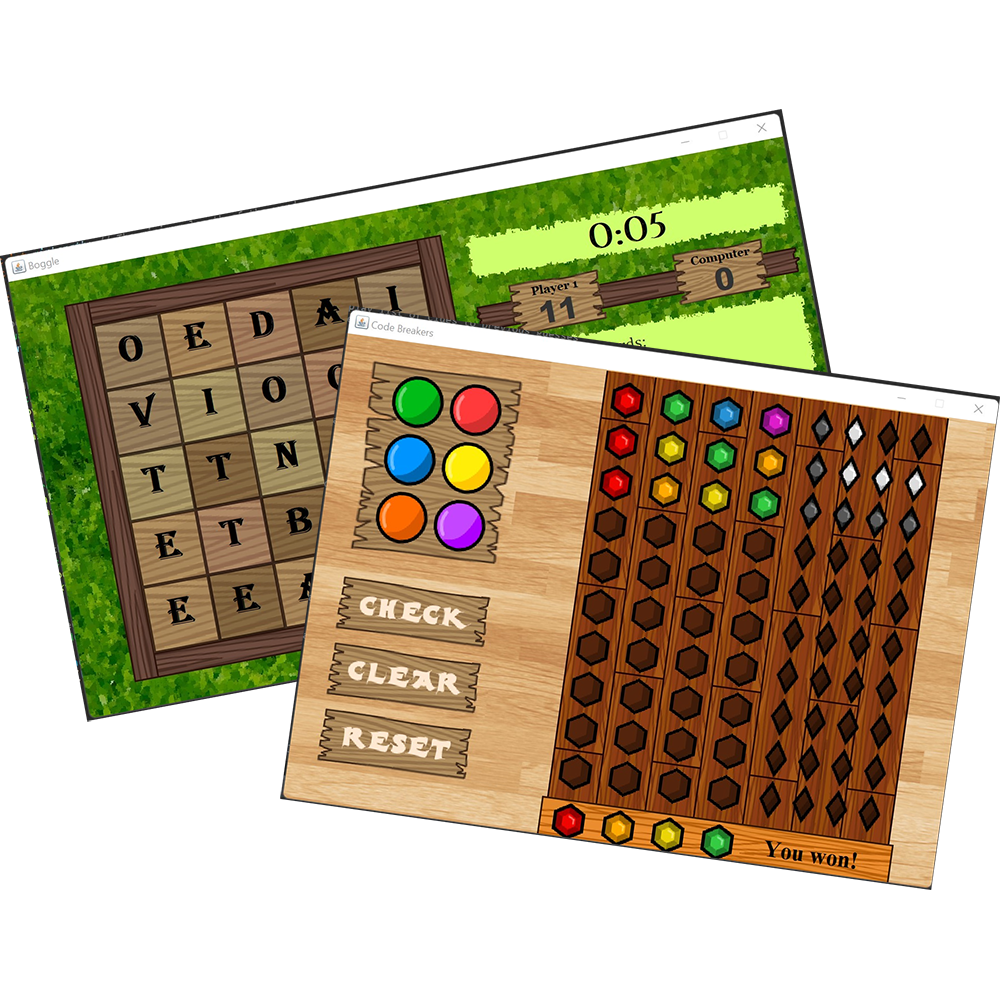 Boggle
0:05
Player 1
11
Computer
0
O E D A I
V I O
T T N
E T B
E E
Code Breakers
CHECK
CLEAR
RESET
You won!